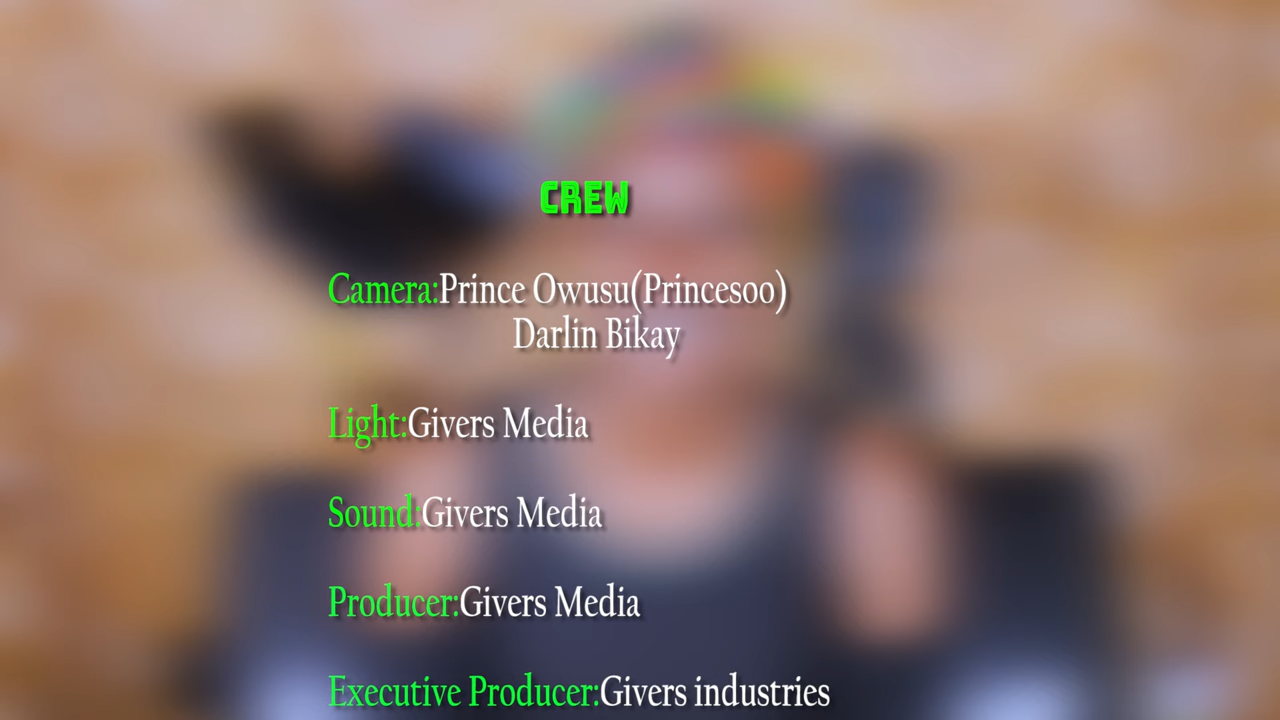 CREW
Camera:Prince Owusu(Princesoo)
Darlin Bikay
Light:Givers Media
Sound:Givers Media
Producer:Givers Media
Executive Producer:Givers industries